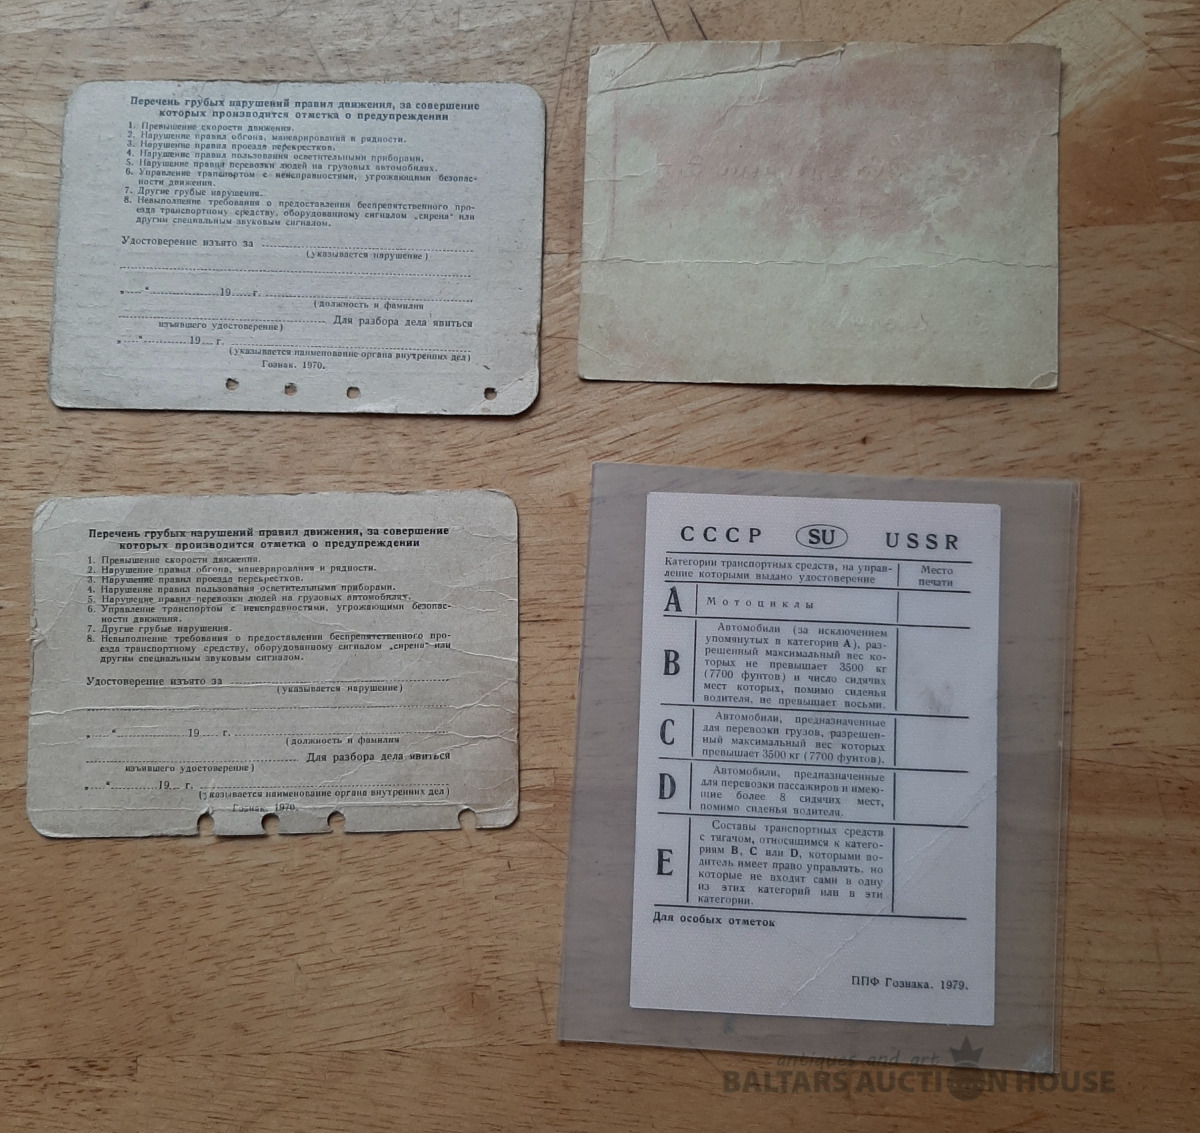 Перечень грубых нарушений правил движения, за совершение
которых производится отметка о предупреждении
1. Превышение скорости движения.
2. Нарушение правил обгона, маневрирования и рядности.
3. Нарушение правил проезда перекрестков.
4. Нарушение правил пользования осветительными приборами.
5. Нарушение правил перевозки людей на грузовых автомобилях.
6. Управление транспортом с неисправностями, угрожающими безопас-
ности движения.
7. Другие грубые нарушения.
8. Невыполнение требования о предоставлении беспрепятственного про-
езда транспортному средству, оборудованному сигналом „сирена" или
другим специальным звуковым сигналом.
Удостоверение изъято за
(указывается нарушение)
„ " 19 г.
(должность и фамилия
Для разбора дела явиться
изъявшего удостоверение)
„ " 19 г.
(указывается наименование органа внутренних дел)
Гознак. 1970.
Перечень грубых нарушений правил движения, за совершение
которых производится отметка о предупреждении
1. Превышение скорости движения.
2. Нарушение правил обгона, маневрирования и рядности.
3. Нарушение правил проезда перекрестков.
4. Нарушение правил пользования осветительными приборами.
5. Нарушение правил перевозки людей на грузовых автомобилях.
6. Управление транспортом с неисправностями, угрожающими безопас-
ности движения.
7. Другие грубые нарушения.
8. Невыполнение требования о предоставлении беспрепятственного про-
езда транспортному средству, оборудованному сигналом „сирена" или
другим специальным звуковым сигналом.
Удостоверение изъято за
(указывается нарушение)
„ " 19 г.
(должность и фамилия
Для разбора дела явиться
изъявшего удостоверение)
„ " 19 г.
(указывается наименование органа внутренних дел)
Гознак. 1970.
СССР SU USSR
Категории транспортных средств, на управ-
ление которыми выдано удостоверение
Место
печати
A Мотоциклы
B Автомобили (за исключением
упомянутых в категории А), раз-
решенный максимальный вес ко-
торых не превышает 3500 кг
(7700 фунтов) и число сидячих
мест которых, помимо сиденья
водителя, не превышает восьми.
C Автомобили, предназначенные
для перевозки грузов, разрешен-
ный максимальный вес которых
превышает 3500 кг (7700 фунтов).
D Автомобили, предназначенные
для перевозки пассажиров и имею-
щие более 8 сидячих мест,
помимо сиденья водителя.
E Составы транспортных средств
с тягачом, относящимся к катего-
риям B, C или D, которыми во-
дитель имеет право управлять, но
которые не входят сами в одну
из этих категорий или в эти
категории.
Для особых отметок
ППФ Гознака. 1979.
antiques and art
BALTARS AUCTION HOUSE